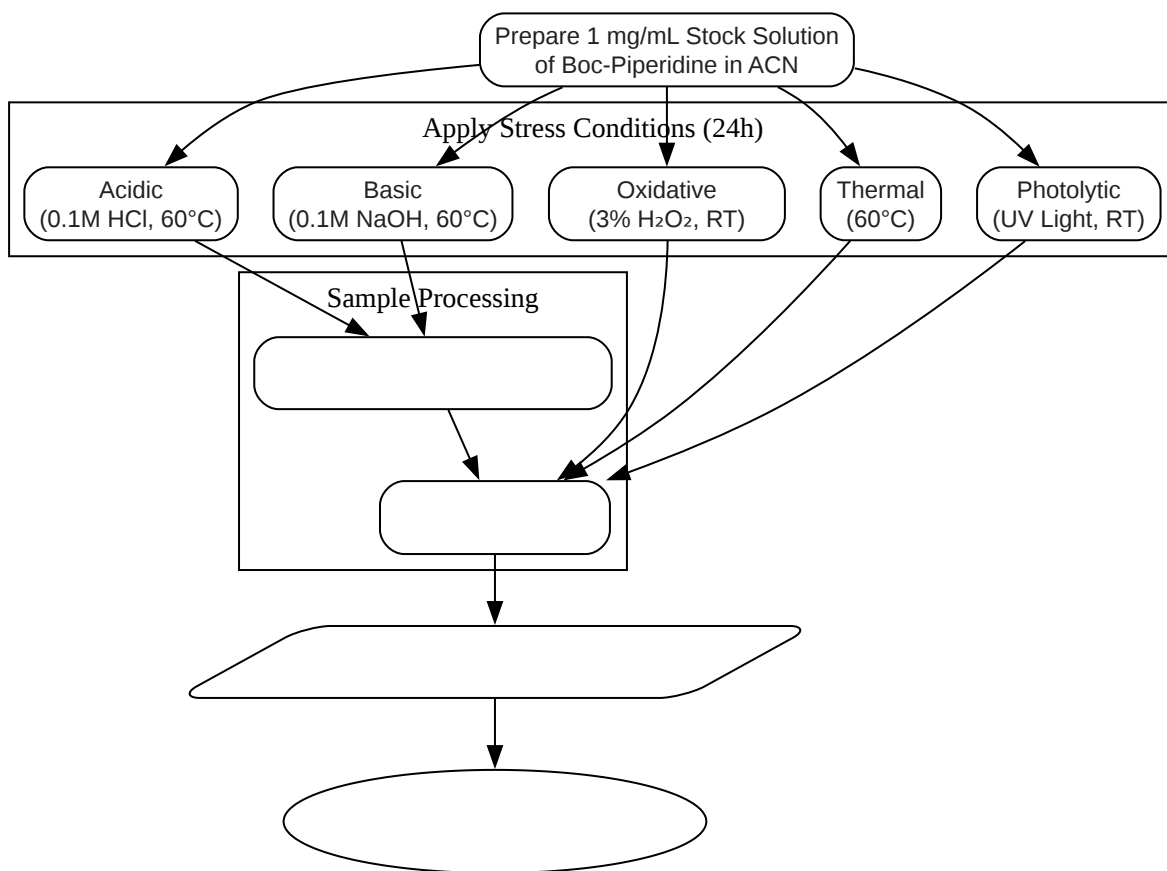 Prepare 1 mg/mL Stock Solution
of Boc-Piperidine in ACN
Apply Stress Conditions (24h)
Acidic
(0.1M HCl, 60°C)
Basic
(0.1M NaOH, 60°C)
Oxidative
(3% H₂O₂, RT)
Thermal
(60°C)
Photolytic
(UV Light, RT)
Sample Processing